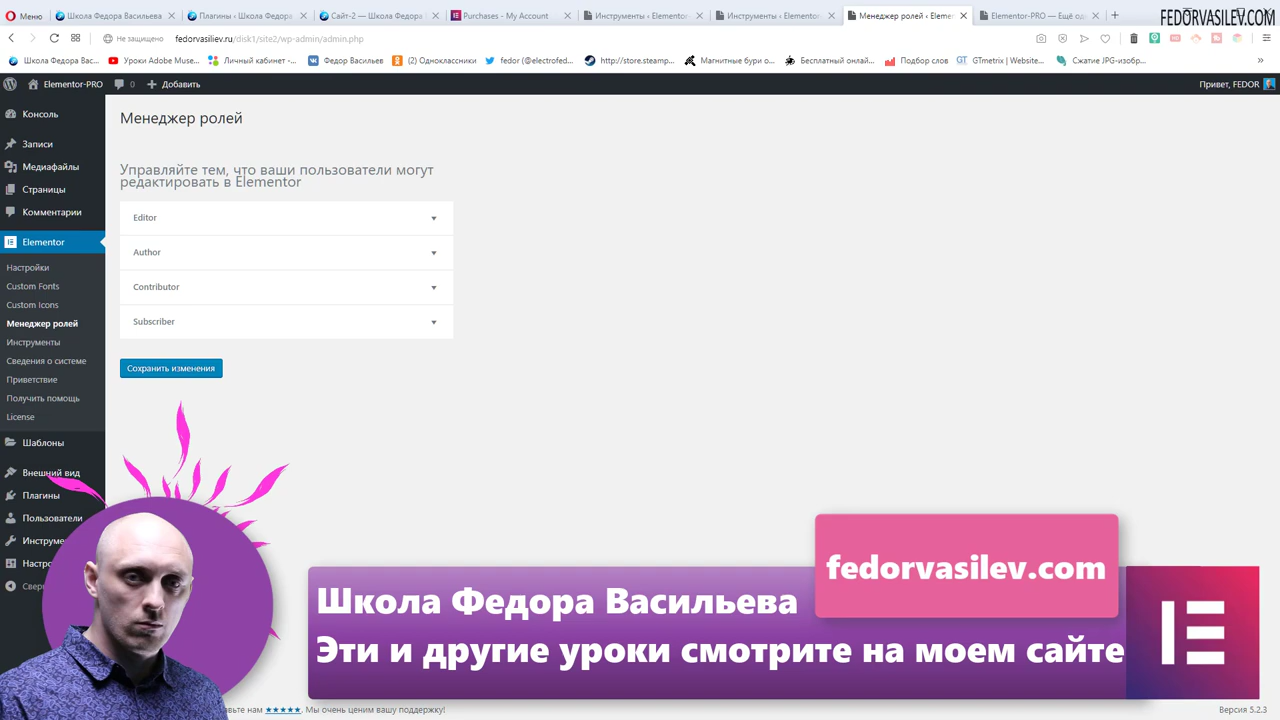 Меню
Школа Федора Васильева
Плагины ‹ Школа Федора
Сайт-2 — Школа Федора
Purchases - My Account
Инструменты ‹ Elementor-
Инструменты ‹ Elementor-
Менеджер ролей ‹ Elemen
Elementor-PRO — Ещё од
FEDORVASILEV.COM
Не защищено
fedorvasiliev.ru/disk1/site2/wp-admin/admin.php
Школа Федора Вас...
Уроки Adobe Muse...
Личный кабинет -...
Федор Васильев
(2) Одноклассники
fedor (@electrofed...
http://store.steamp...
Магнитные бури о...
Бесплатный онлай...
Подбор слов
GTmetrix | Website...
Сжатие JPG-изобр...
Elementor-PRO
0
Добавить
Привет, FEDOR
Консоль
Записи
Медиафайлы
Страницы
Комментарии
Elementor
Настройки
Custom Fonts
Custom Icons
Менеджер ролей
Инструменты
Сведения о системе
Приветствие
Получить помощь
License
Шаблоны
Внешний вид
Плагины
Пользователи
Инструме
Настро
Сверн
Менеджер ролей
Управляйте тем, что ваши пользователи могут
редактировать в Elementor
Editor
Author
Contributor
Subscriber
Сохранить изменения
fedorvasilev.com
Школа Федора Васильева
Эти и другие уроки смотрите на моем сайте
авьте нам ★★★★★. Мы очень ценим вашу поддержку!
Версия 5.2.3